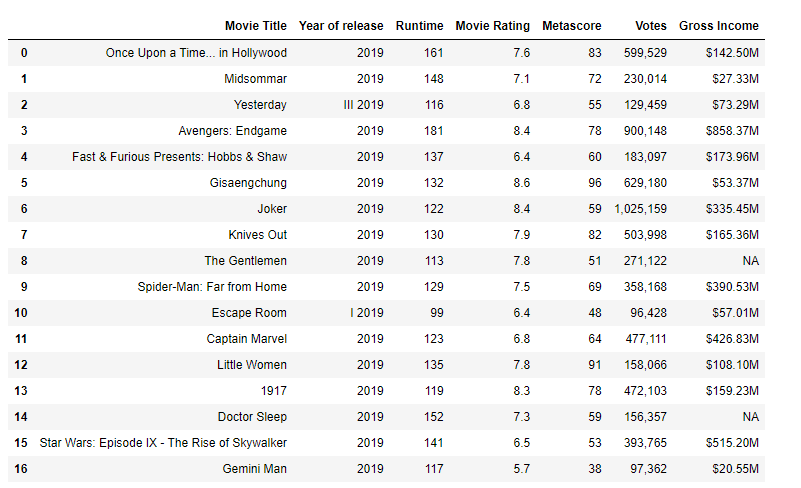 Movie Title Year of release Runtime Movie Rating Metascore Votes Gross Income
0 Once Upon a Time... in Hollywood 2019 161 7.6 83 599,529 $142.50M
1 Midsommar 2019 148 7.1 72 230,014 $27.33M
2 Yesterday III 2019 116 6.8 55 129,459 $73.29M
3 Avengers: Endgame 2019 181 8.4 78 900,148 $858.37M
4 Fast & Furious Presents: Hobbs & Shaw 2019 137 6.4 60 183,097 $173.96M
5 Gisaengchung 2019 132 8.6 96 629,180 $53.37M
6 Joker 2019 122 8.4 59 1,025,159 $335.45M
7 Knives Out 2019 130 7.9 82 503,998 $165.36M
8 The Gentlemen 2019 113 7.8 51 271,122 NA
9 Spider-Man: Far from Home 2019 129 7.5 69 358,168 $390.53M
10 Escape Room I 2019 99 6.4 48 96,428 $57.01M
11 Captain Marvel 2019 123 6.8 64 477,111 $426.83M
12 Little Women 2019 135 7.8 91 158,066 $108.10M
13 1917 2019 119 8.3 78 472,103 $159.23M
14 Doctor Sleep 2019 152 7.3 59 156,357 NA
15 Star Wars: Episode IX - The Rise of Skywalker 2019 141 6.5 53 393,765 $515.20M
16 Gemini Man 2019 117 5.7 38 97,362 $20.55M